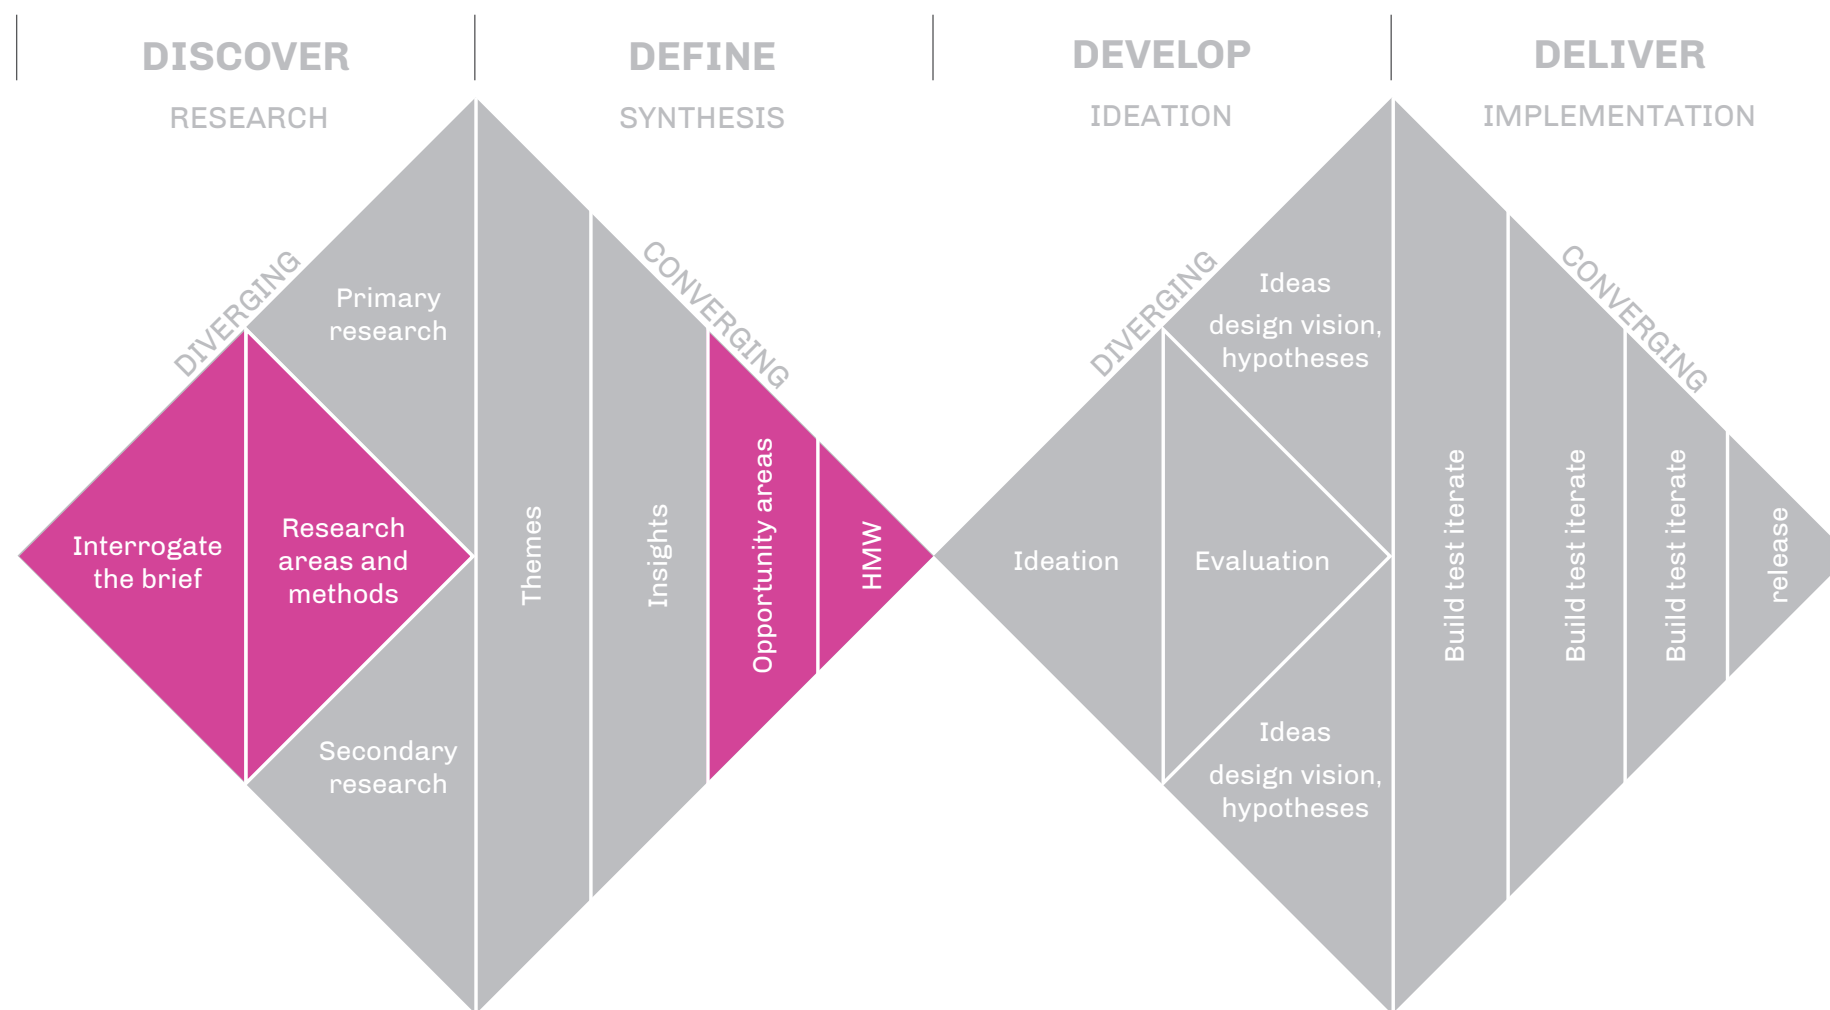 DISCOVER
RESEARCH
DEFINE
SYNTHESIS
DEVELOP
IDEATION
DELIVER
IMPLEMENTATION
DIVERGING
Primary
research
Interrogate
the brief
Research
areas and
methods
Secondary
research
CONVERGING
Themes
Insights
Opportunity areas
HMW
DIVERGING
Ideas
design vision,
hypotheses
Ideation
Evaluation
Ideas
design vision,
hypotheses
CONVERGING
Build test iterate
Build test iterate
Build test iterate
release